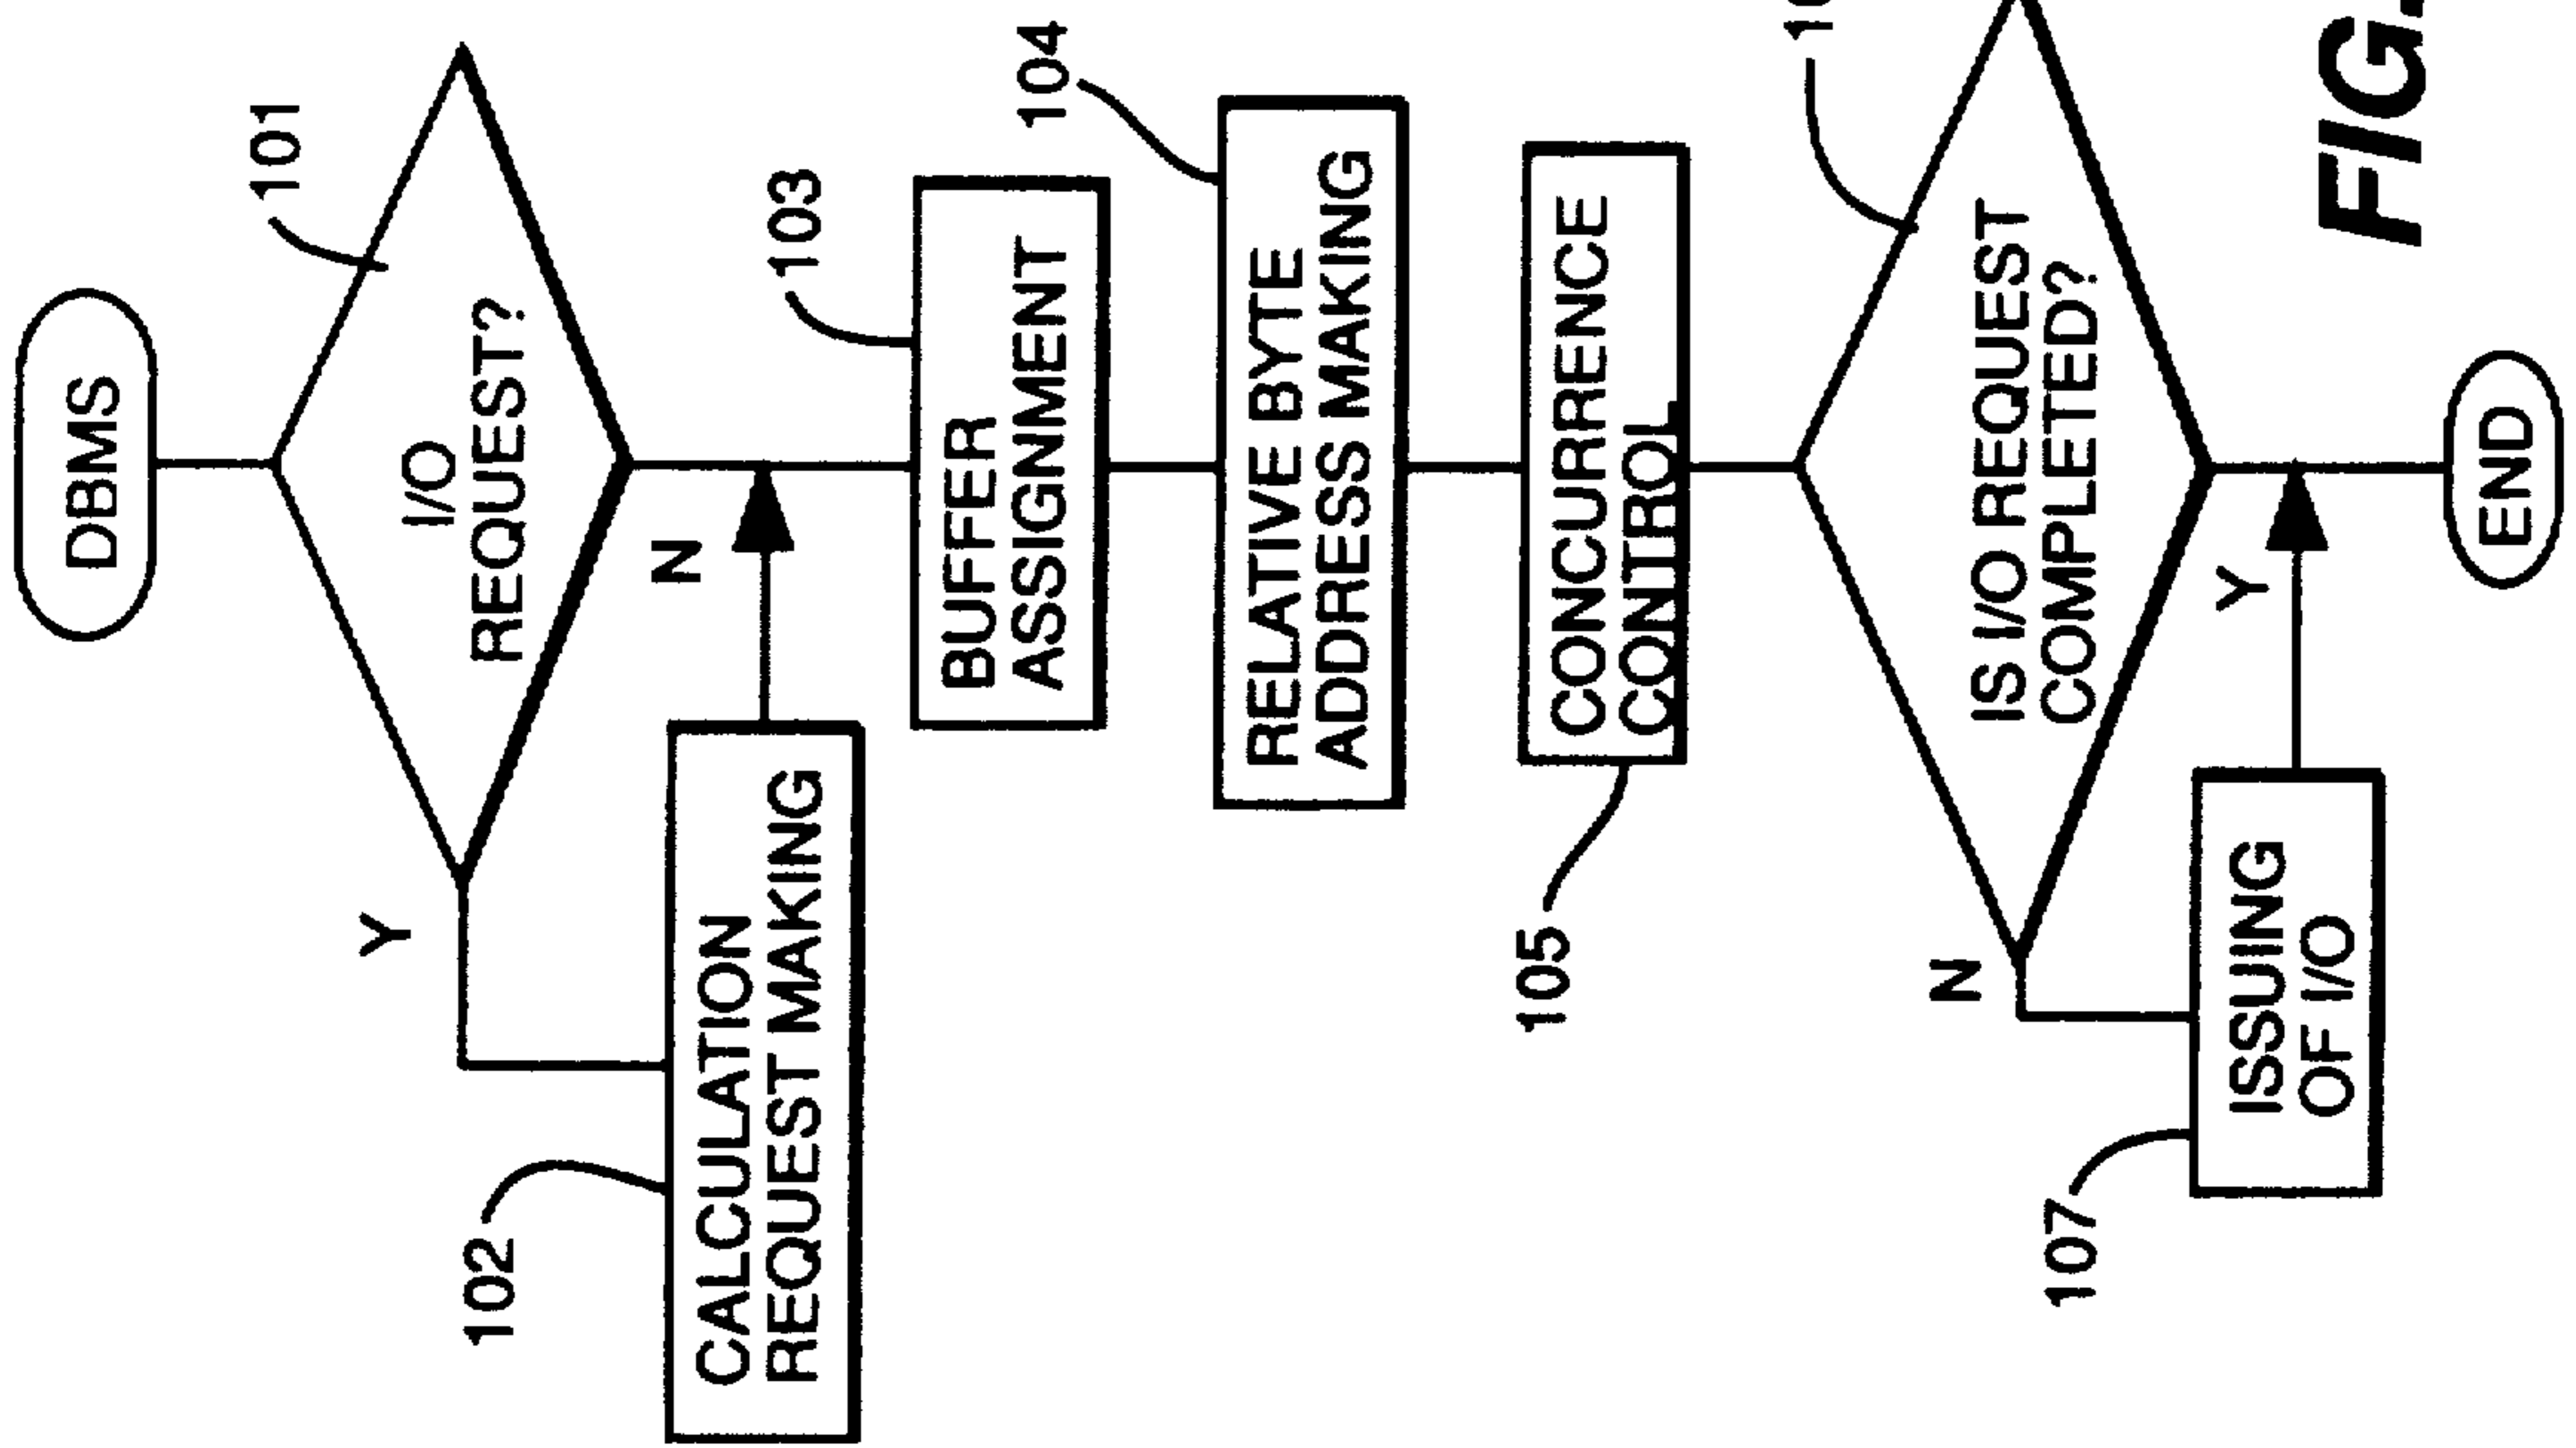 DBMS
101
I/O
REQUEST?
Y
N
102
CALCULATION
REQUEST MAKING
103
BUFFER
ASSIGNMENT
104
RELATIVE BYTE
ADDRESS MAKING
105
CONCURRENCE
CONTROL
IS I/O REQUEST
COMPLETED?
N
Y
107
ISSUING
OF I/O
END
FIG.